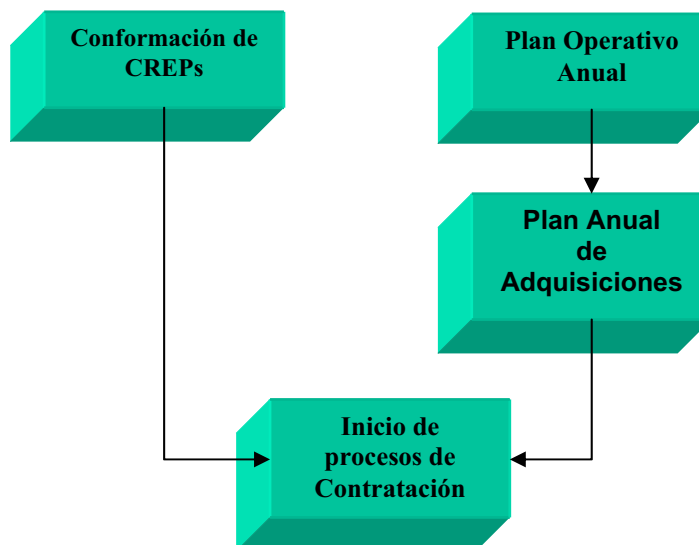 Conformación de
CREPs
Plan Operativo
Anual
Plan Anual
de
Adquisiciones
Inicio de
procesos de
Contratación